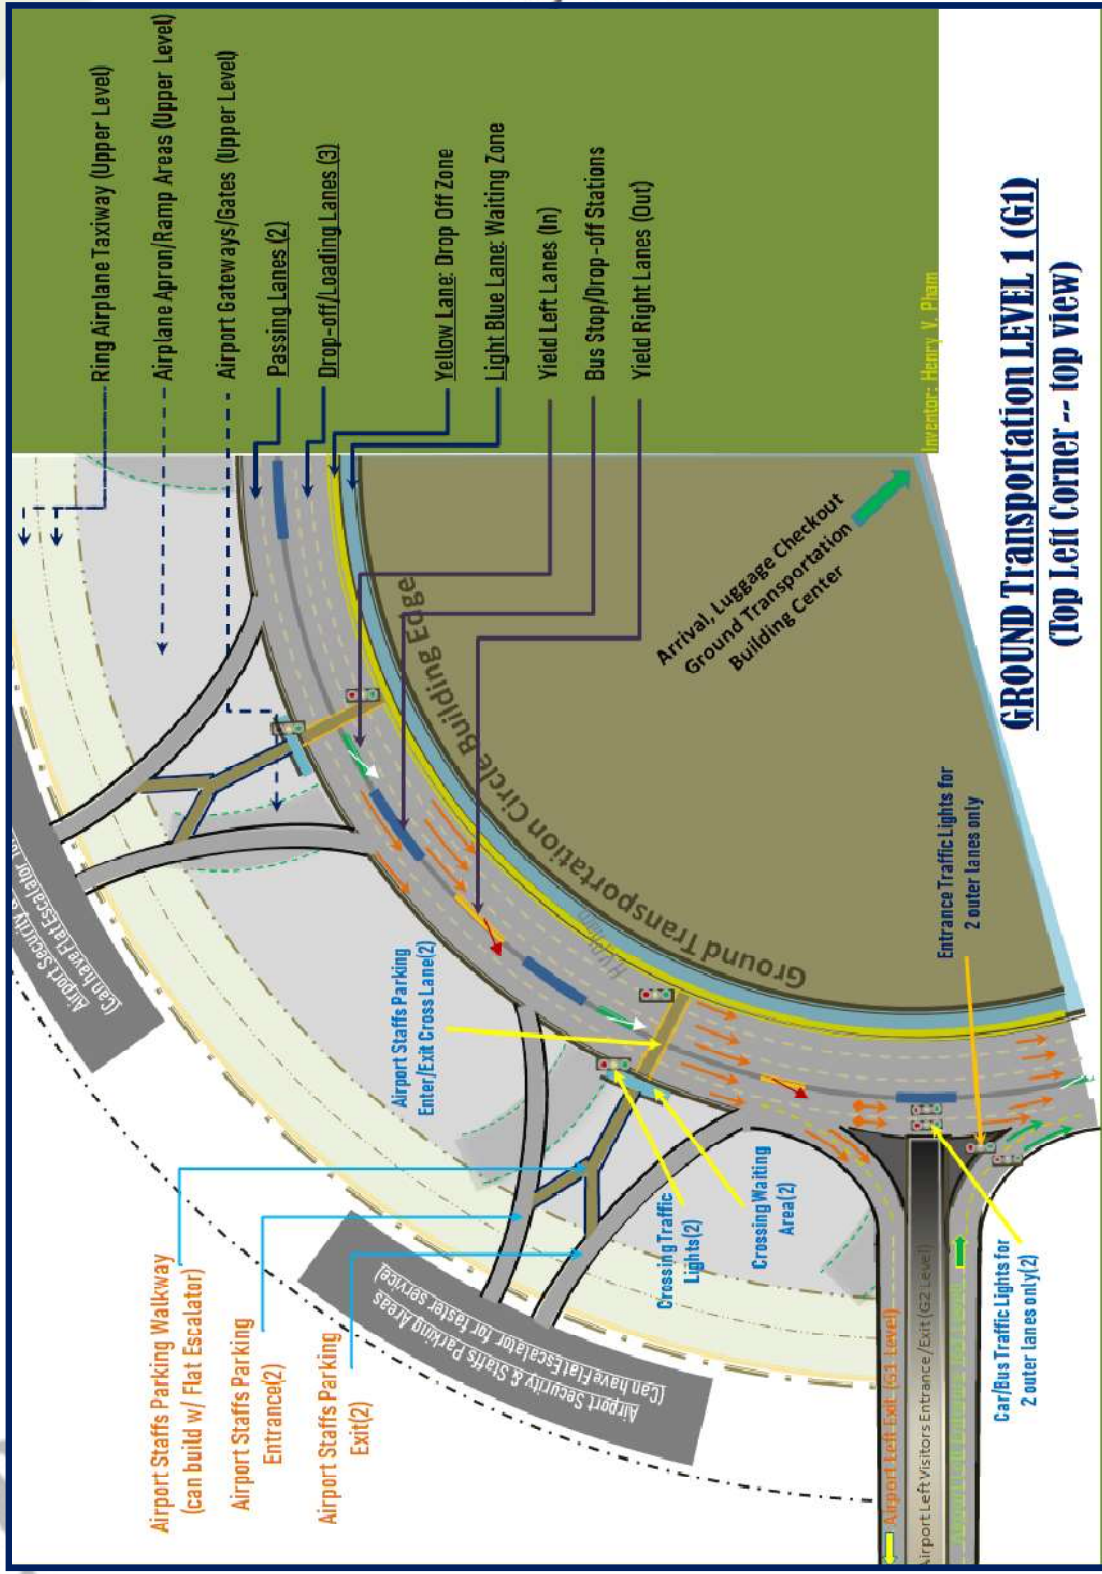 Ring Airplane Taxiway (Upper Level)
Airplane Apron/Ramp Areas (Upper Level)
Airport Gateways/Gates (Upper Level)
Passing Lanes (2)
Drop-off/Loading Lanes (3)
Yellow Lane: Drop Off Zone
Light Blue Lane: Waiting Zone
Yield Left Lanes (In)
Bus Stop/Drop-off Stations
Yield Right Lanes (Out)
Inventor: Henry V. Pham
GROUND Transportation LEVEL 1 (G1)
(Top Left Corner -- top view)
Arrival, Luggage Checkout
Ground Transportation
Building Center
Ground Transportation Circle Building Edge
Airport Security &
(Can have Flat Escalator
Airport Staffs Parking
Enter/Exit Cross Lane(2)
Entrance Traffic Lights for
2 outer lanes only
Airport Staffs Parking Walkway
(can build w/ Flat Escalator)
Airport Staffs Parking
Entrance(2)
Airport Staffs Parking
Exit(2)
Crossing Traffic
Lights(2)
Crossing Waiting
Area(2)
Airport Security & Staffs Parking Areas
(Can have Flat Escalator for faster service)
Car/Bus Traffic Lights for
2 outer lanes only(2)
Airport Left Exit (G1 Level)
Airport Left Visitors Entrance/Exit (G2 Level)